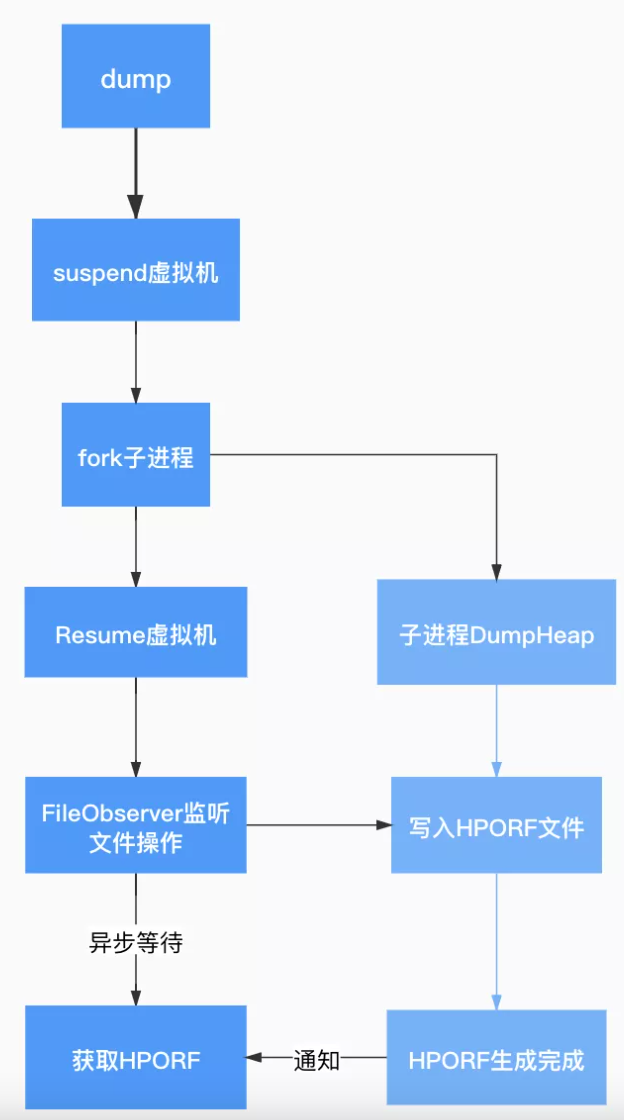 dump
suspend虚拟机
fork子进程
Resume虚拟机
子进程DumpHeap
FileObserver监听
文件操作
写入HPORF文件
异步等待
获取HPORF
通知
HPORF生成完成